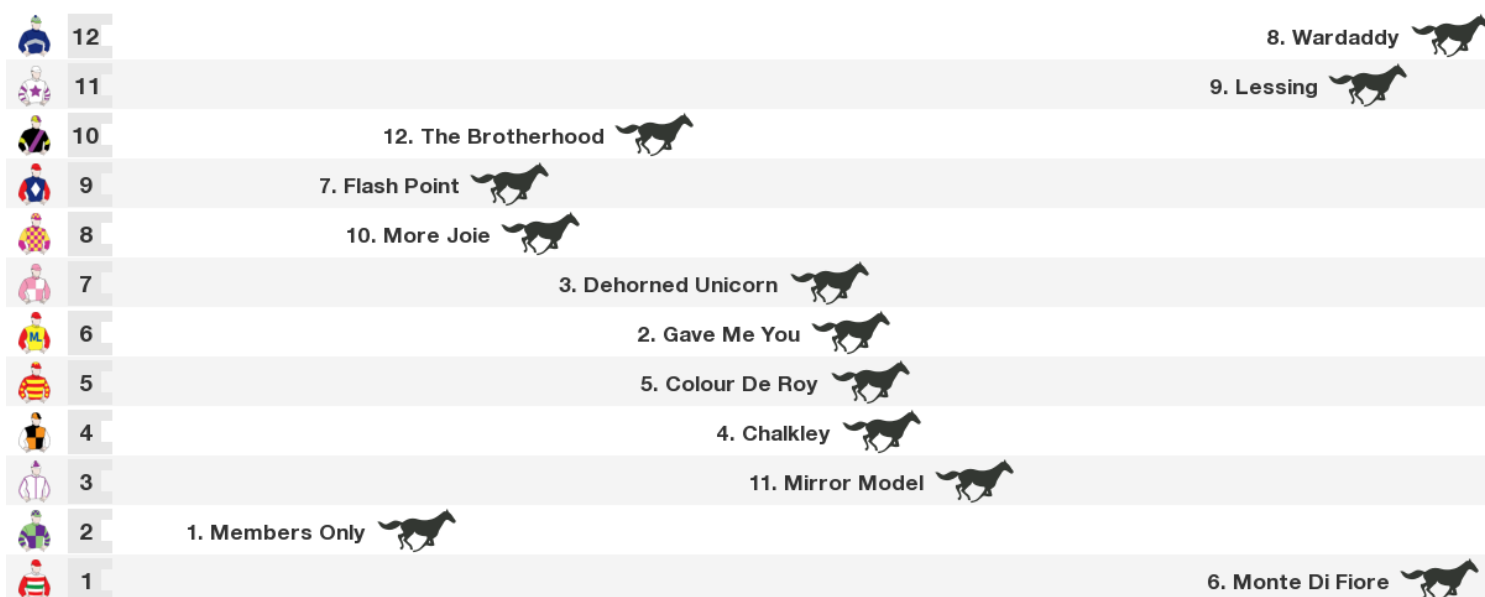 12 8. Wardaddy
11 9. Lessing
10 12. The Brotherhood
9 7. Flash Point
8 10. More Joie
7 3. Dehorned Unicorn
ML
6 2. Gave Me You
5 5. Colour De Roy
4 4. Chalkley
3 11. Mirror Model
2 1. Members Only
1 6. Monte Di Fiore